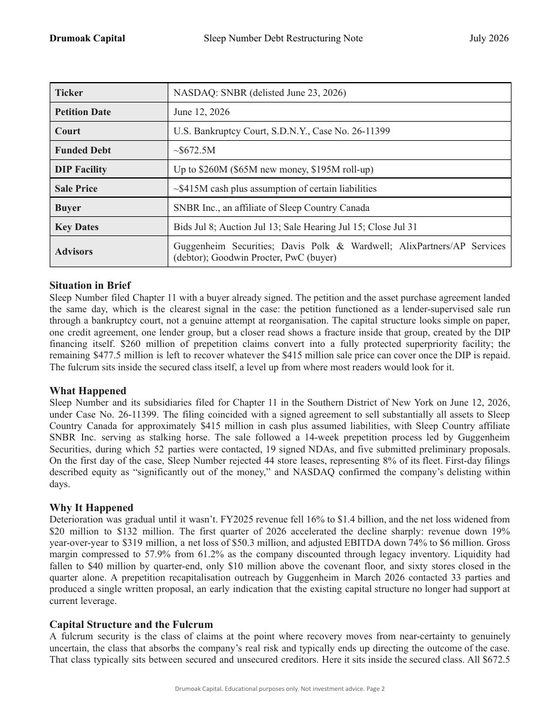 Drumoak Capital Sleep Number Debt Restructuring Note July 2026
Ticker NASDAQ: SNBR (delisted June 23, 2026)
Petition Date June 12, 2026
Court U.S. Bankruptcy Court, S.D.N.Y., Case No. 26-11399
Funded Debt ~$672.5M
DIP Facility Up to $260M ($65M new money, $195M roll-up)
Sale Price ~$415M cash plus assumption of certain liabilities
Buyer SNBR Inc., an affiliate of Sleep Country Canada
Key Dates Bids Jul 8; Auction Jul 13; Sale Hearing Jul 15; Close Jul 31
Advisors Guggenheim Securities; Davis Polk & Wardwell; AlixPartners/AP Services
(debtor); Goodwin Procter, PwC (buyer)
Situation in Brief
Sleep Number filed Chapter 11 with a buyer already signed. The petition and the asset purchase agreement landed
the same day, which is the clearest signal in the case: the petition functioned as a lender-supervised sale run
through a bankruptcy court, not a genuine attempt at reorganisation. The capital structure looks simple on paper,
one credit agreement, one lender group, but a closer read shows a fracture inside that group, created by the DIP
financing itself. $260 million of prepetition claims convert into a fully protected superpriority facility; the
remaining $477.5 million is left to recover whatever the $415 million sale price can cover once the DIP is repaid.
The fulcrum sits inside the secured class itself, a level up from where most readers would look for it.
What Happened
Sleep Number and its subsidiaries filed for Chapter 11 in the Southern District of New York on June 12, 2026,
under Case No. 26-11399. The filing coincided with a signed agreement to sell substantially all assets to Sleep
Country Canada for approximately $415 million in cash plus assumed liabilities, with Sleep Country affiliate
SNBR Inc. serving as stalking horse. The sale followed a 14-week prepetition process led by Guggenheim
Securities, during which 52 parties were contacted, 19 signed NDAs, and five submitted preliminary proposals.
On the first day of the case, Sleep Number rejected 44 store leases, representing 8% of its fleet. First-day filings
described equity as “significantly out of the money,” and NASDAQ confirmed the company’s delisting within
days.
Why It Happened
Deterioration was gradual until it wasn’t. FY2025 revenue fell 16% to $1.4 billion, and the net loss widened from
$20 million to $132 million. The first quarter of 2026 accelerated the decline sharply: revenue down 19%
year-over-year to $319 million, a net loss of $50.3 million, and adjusted EBITDA down 74% to $6 million. Gross
margin compressed to 57.9% from 61.2% as the company discounted through legacy inventory. Liquidity had
fallen to $40 million by quarter-end, only $10 million above the covenant floor, and sixty stores closed in the
quarter alone. A prepetition recapitalisation outreach by Guggenheim in March 2026 contacted 33 parties and
produced a single written proposal, an early indication that the existing capital structure no longer had support at
current leverage.
Capital Structure and the Fulcrum
A fulcrum security is the class of claims at the point where recovery moves from near-certainty to genuinely
uncertain, the class that absorbs the company’s real risk and typically ends up directing the outcome of the case.
That class typically sits between secured and unsecured creditors. Here it sits inside the secured class. All $672.5
Drumoak Capital. Educational purposes only. Not investment advice. Page 2